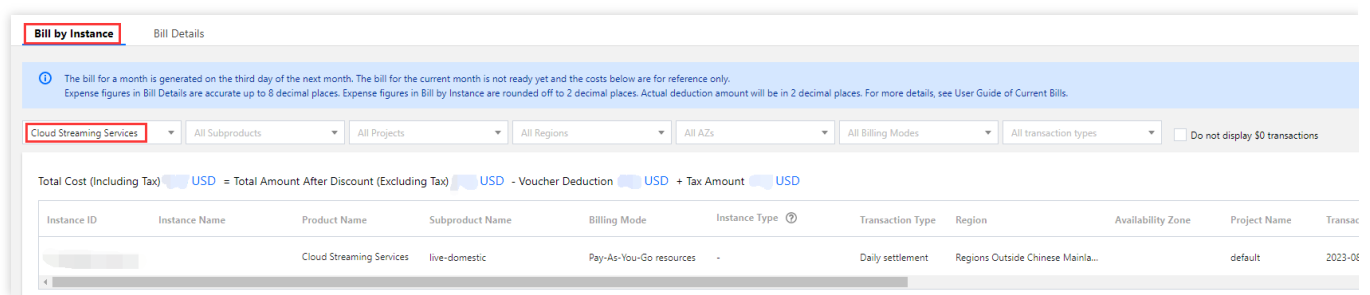 Bill by Instance Bill Details
The bill for a month is generated on the third day of the next month. The bill for the current month is not ready yet and the costs below are for reference only.
Expense figures in Bill Details are accurate up to 8 decimal places. Expense figures in Bill by Instance are rounded off to 2 decimal places. Actual deduction amount will be in 2 decimal places. For more details, see User Guide of Current Bills.
Cloud Streaming Services All Subproducts All Projects All Regions All AZs All Billing Modes All transaction types Do not display $0 transactions
Total Cost (Including Tax) USD = Total Amount After Discount (Excluding Tax) USD - Voucher Deduction USD + Tax Amount USD
Instance ID Instance Name Product Name Subproduct Name Billing Mode Instance Type Transaction Type Region Availability Zone Project Name Transac
Cloud Streaming Services live-domestic Pay-As-You-Go resources - Daily settlement Regions Outside Chinese Mainla... default 2023-08